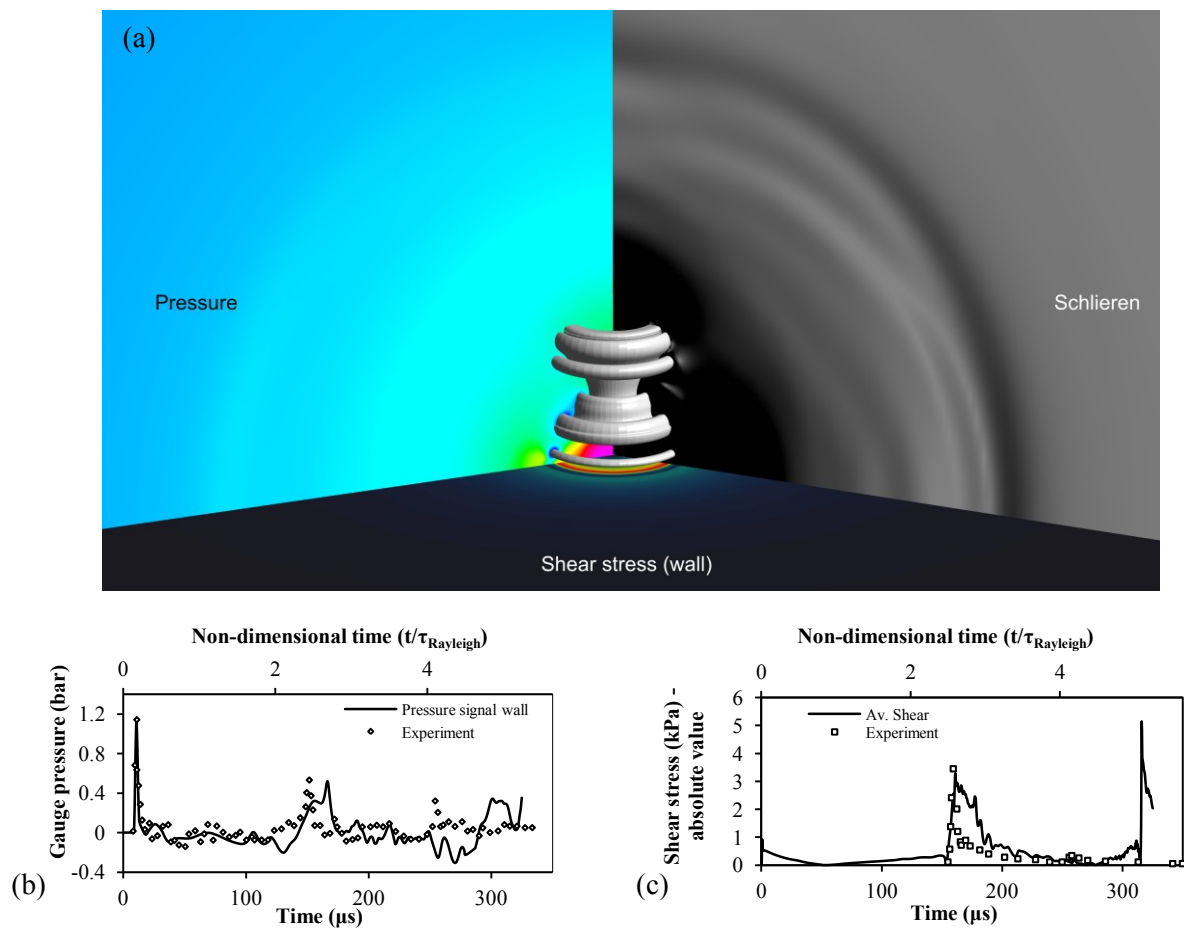 (a)
Pressure
Schlieren
Shear stress (wall)
Non-dimensional time (t/τRayleigh)
0 2 4
Gauge pressure (bar)
1.2
0.8
0.4
0
-0.4
Pressure signal wall
Experiment
0 100 200 300
Time (μs)
(b)
Non-dimensional time (t/τRayleigh)
0 2 4
Shear stress (kPa) -
absolute value
6
5
4
3
2
1
0
Av. Shear
Experiment
0 100 200 300
Time (μs)
(c)